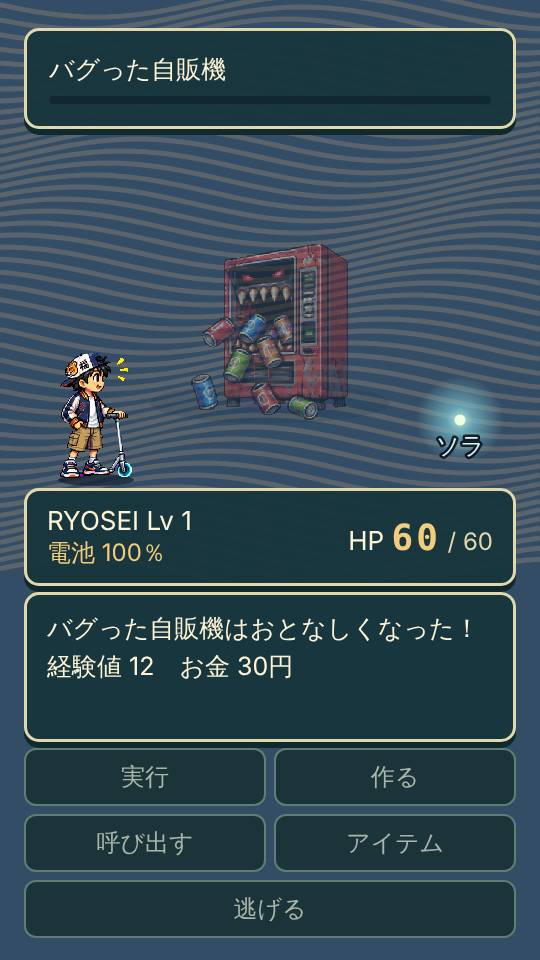 バグった自販機
ソラ
RYOSEI Lv 1
電池 100％
HP 60 / 60
バグった自販機はおとなしくなった！
経験値 12　お金 30円
実行
作る
呼び出す
アイテム
逃げる